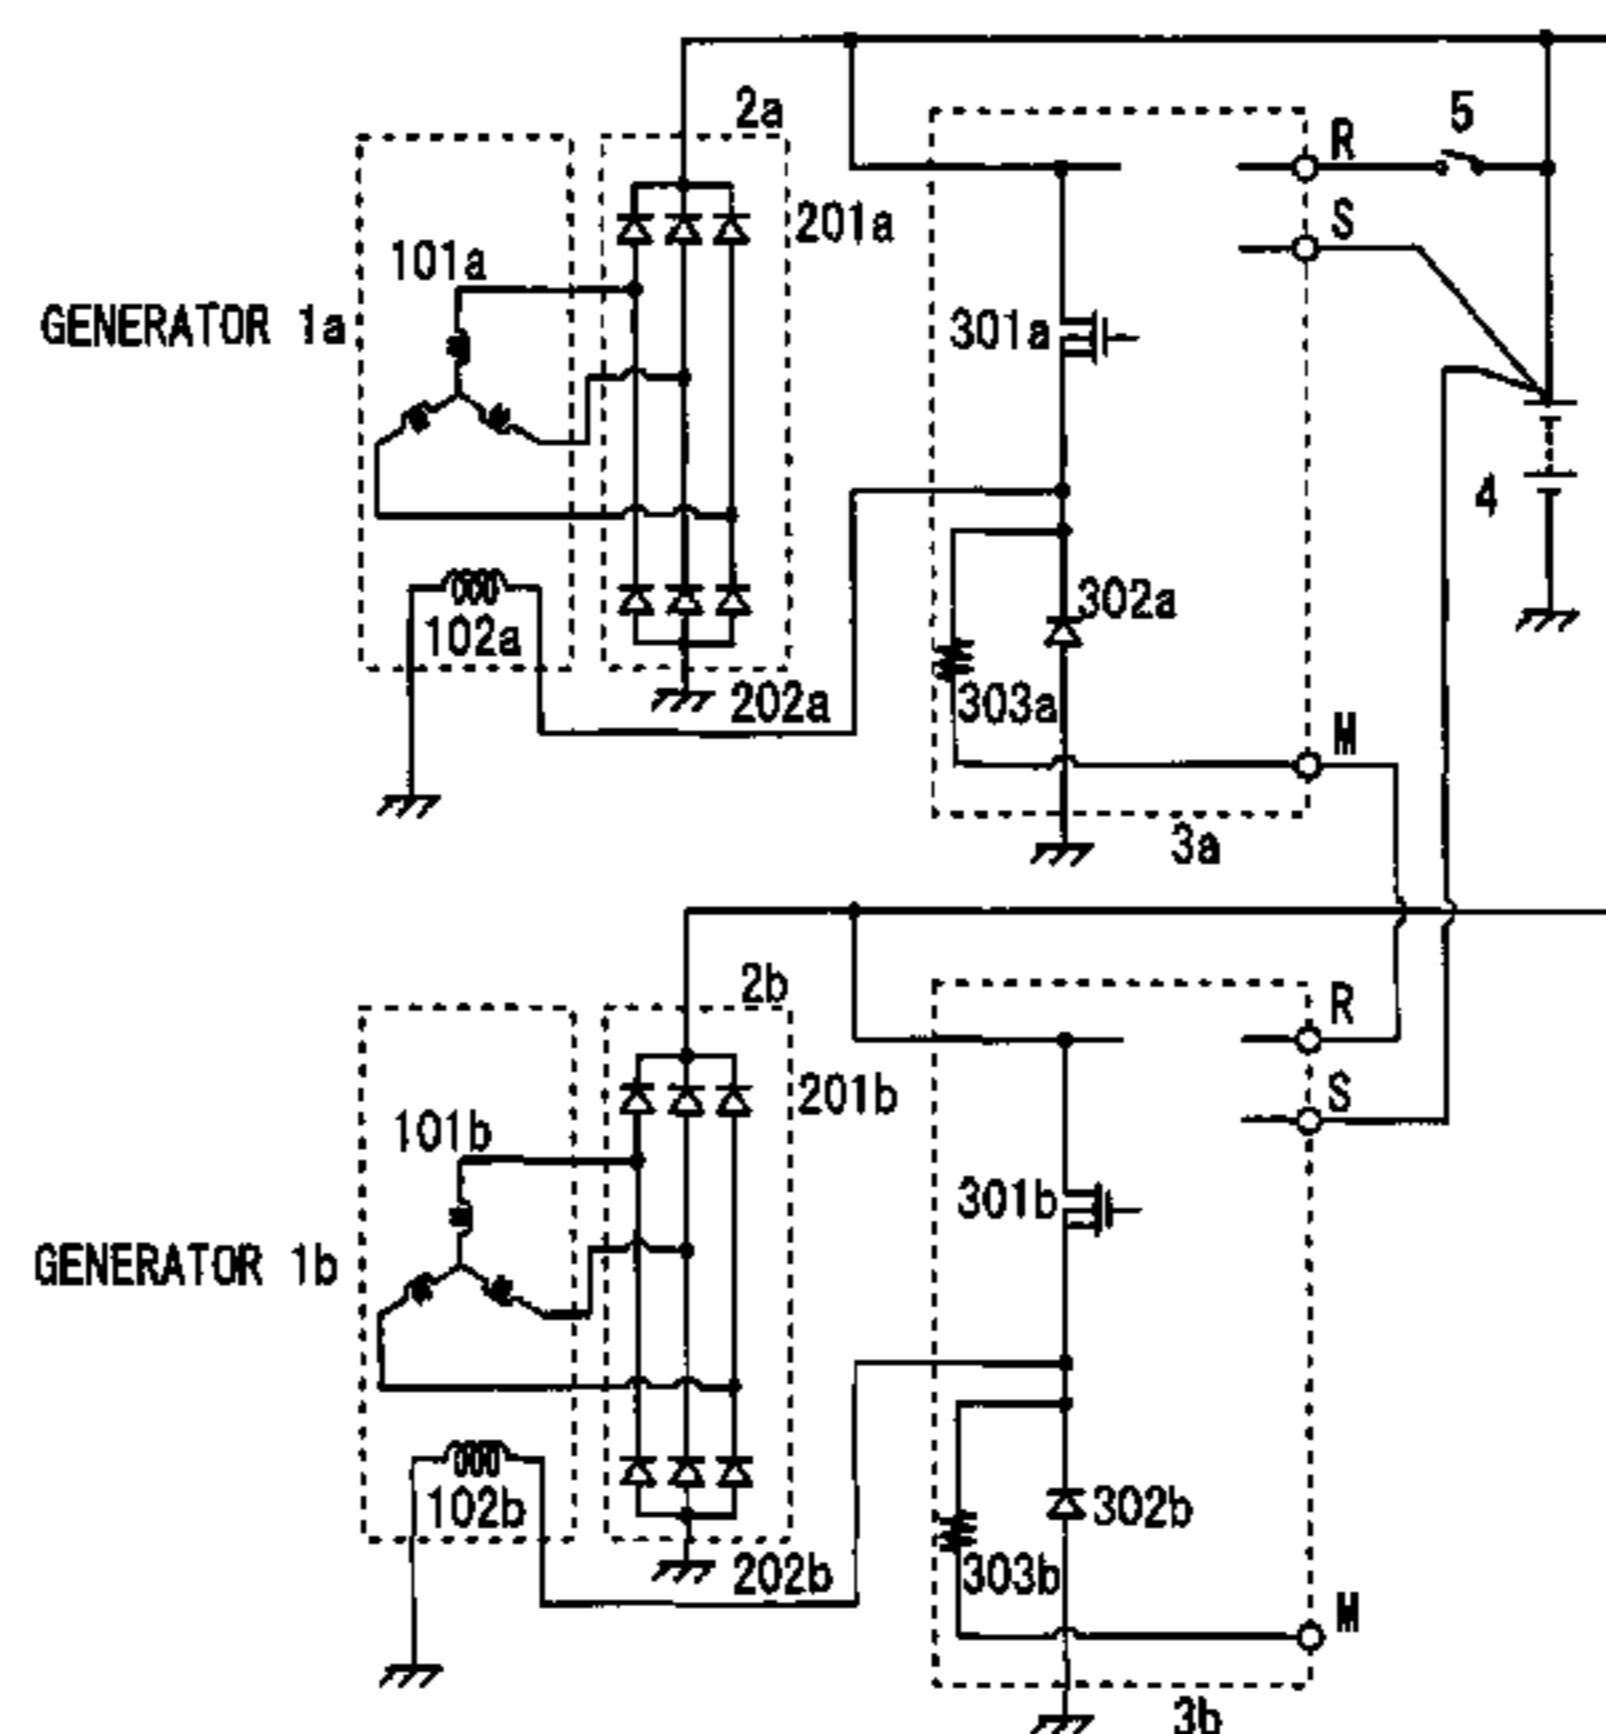 2a
5
R
S
201a
101a
GENERATOR 1a
301a
4
302a
102a
303a
202a
M
3a
2b
R
S
201b
101b
301b
GENERATOR 1b
302b
102b
303b
202b
M
3b